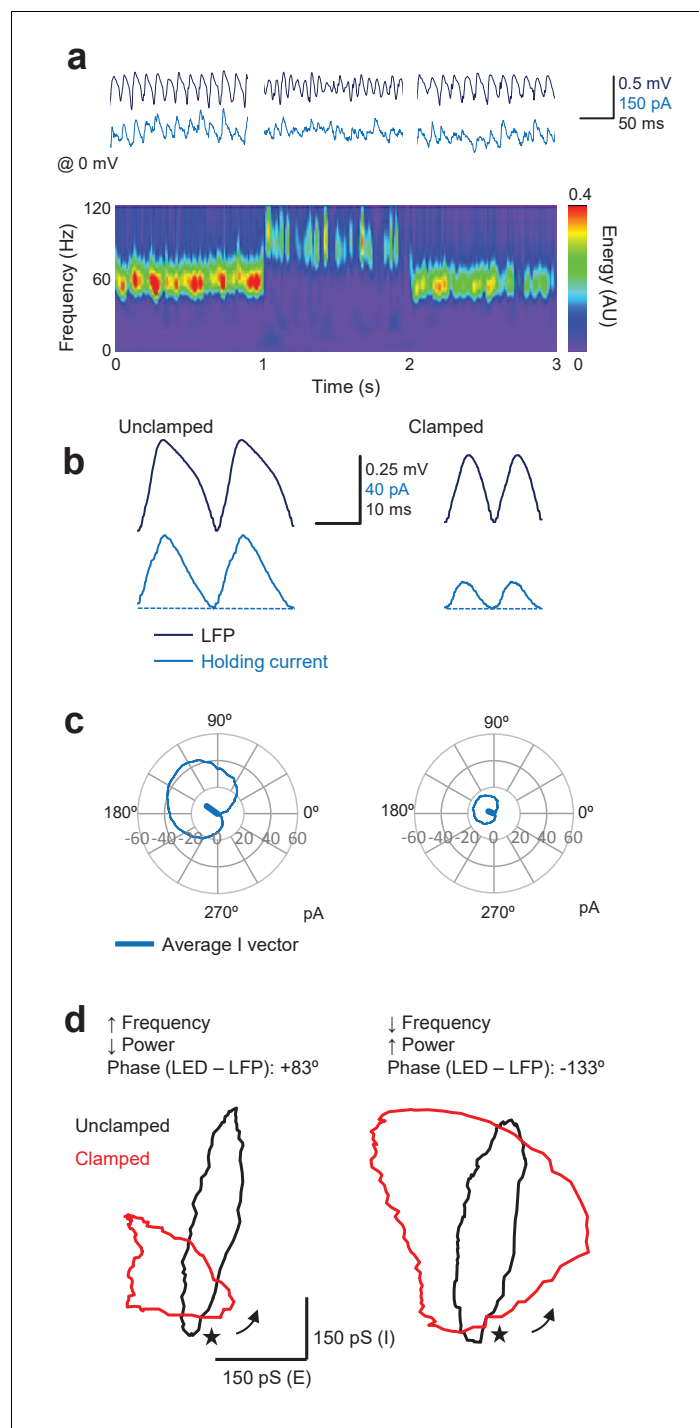 a
0.5 mV
150 pA
50 ms
@ 0 mV
120
60
0
Frequency (Hz)
0 1 2 3
Time (s)
0.4
0
Energy (AU)
Unclamped Clamped
b
0.25 mV
40 pA
10 ms
LFP
Holding current
c
90º
180º
0º
-60 -40 -20 0 20 40 60
270º
pA
90º
180º
0º
-60 -40 -20 0 20 40 60
270º
pA
Average I vector
d
↑ Frequency
↓ Power
Phase (LED – LFP): +83º
↓ Frequency
↑ Power
Phase (LED – LFP): -133º
Unclamped
Clamped
150 pS (I)
150 pS (E)